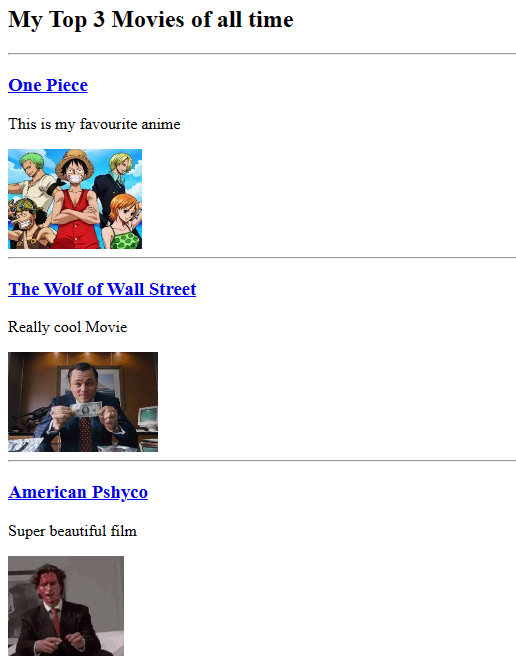 My Top 3 Movies of all time
One Piece
This is my favourite anime
The Wolf of Wall Street
Really cool Movie
American Pshyco
Super beautiful film